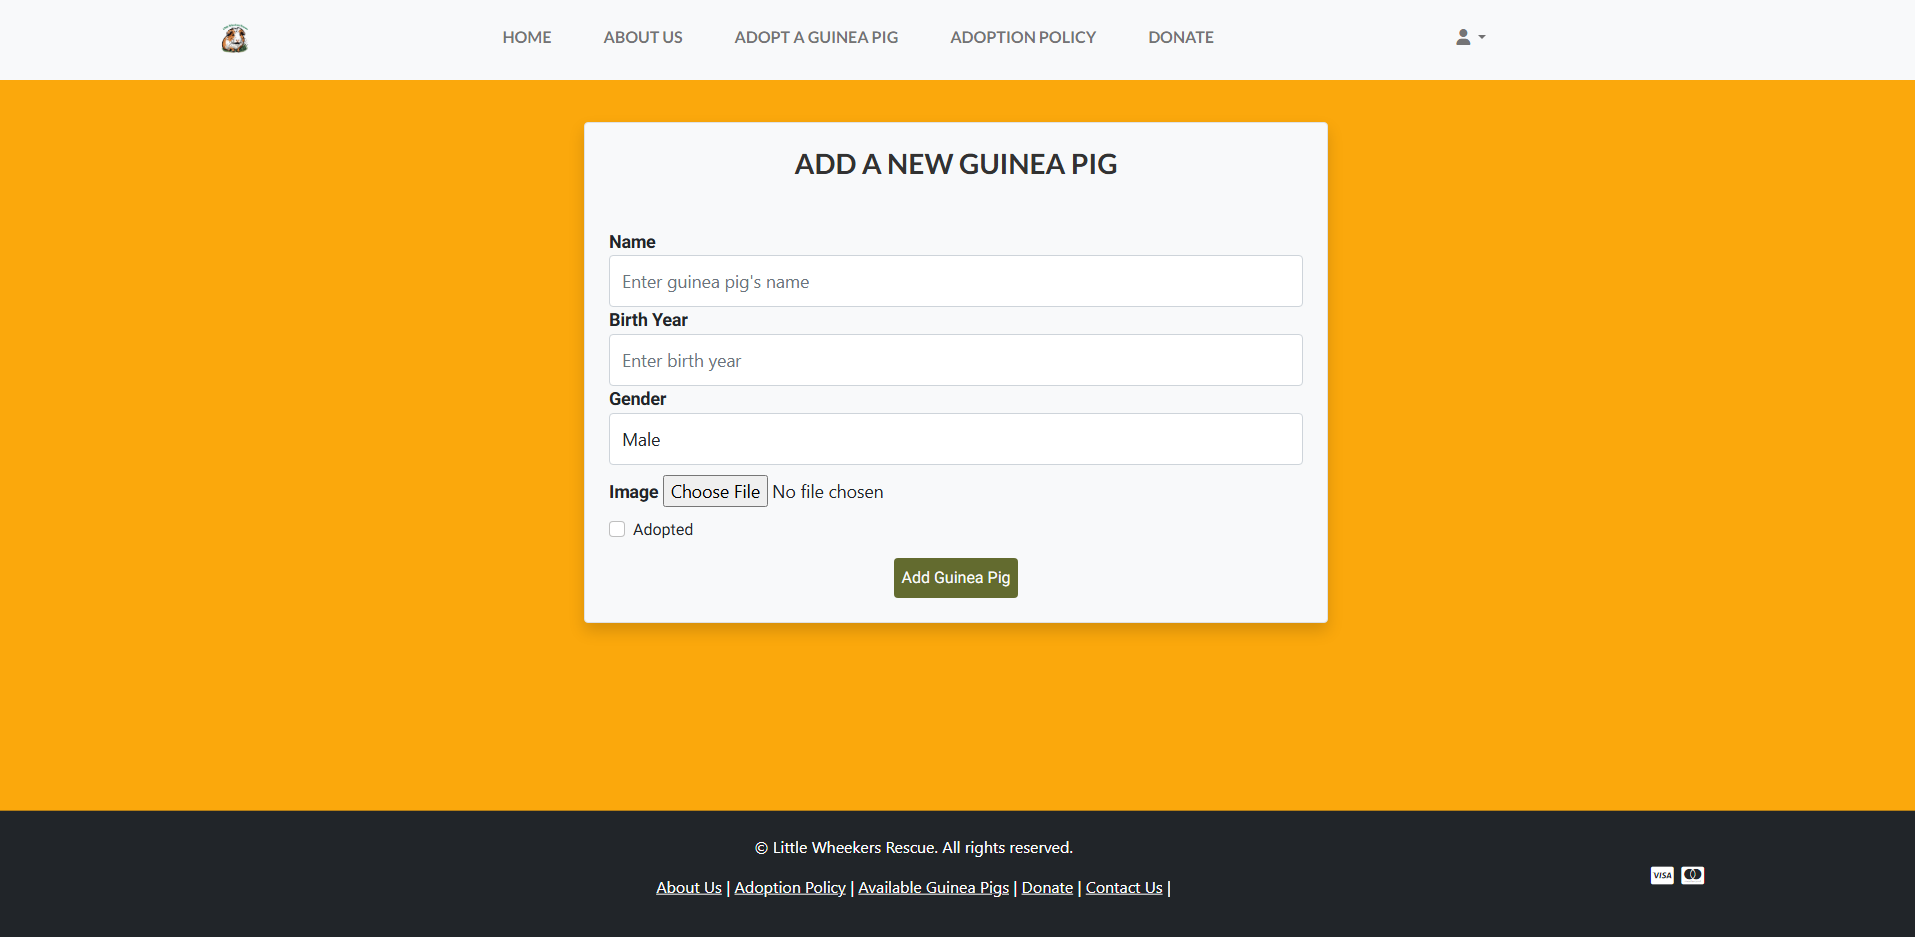 HOME ABOUT US ADOPT A GUINEA PIG ADOPTION POLICY DONATE
ADD A NEW GUINEA PIG
Name
Enter guinea pig's name
Birth Year
Enter birth year
Gender
Male
Image Choose File No file chosen
Adopted
Add Guinea Pig
© Little Wheekers Rescue. All rights reserved.
About Us | Adoption Policy | Available Guinea Pigs | Donate | Contact Us |
VISA